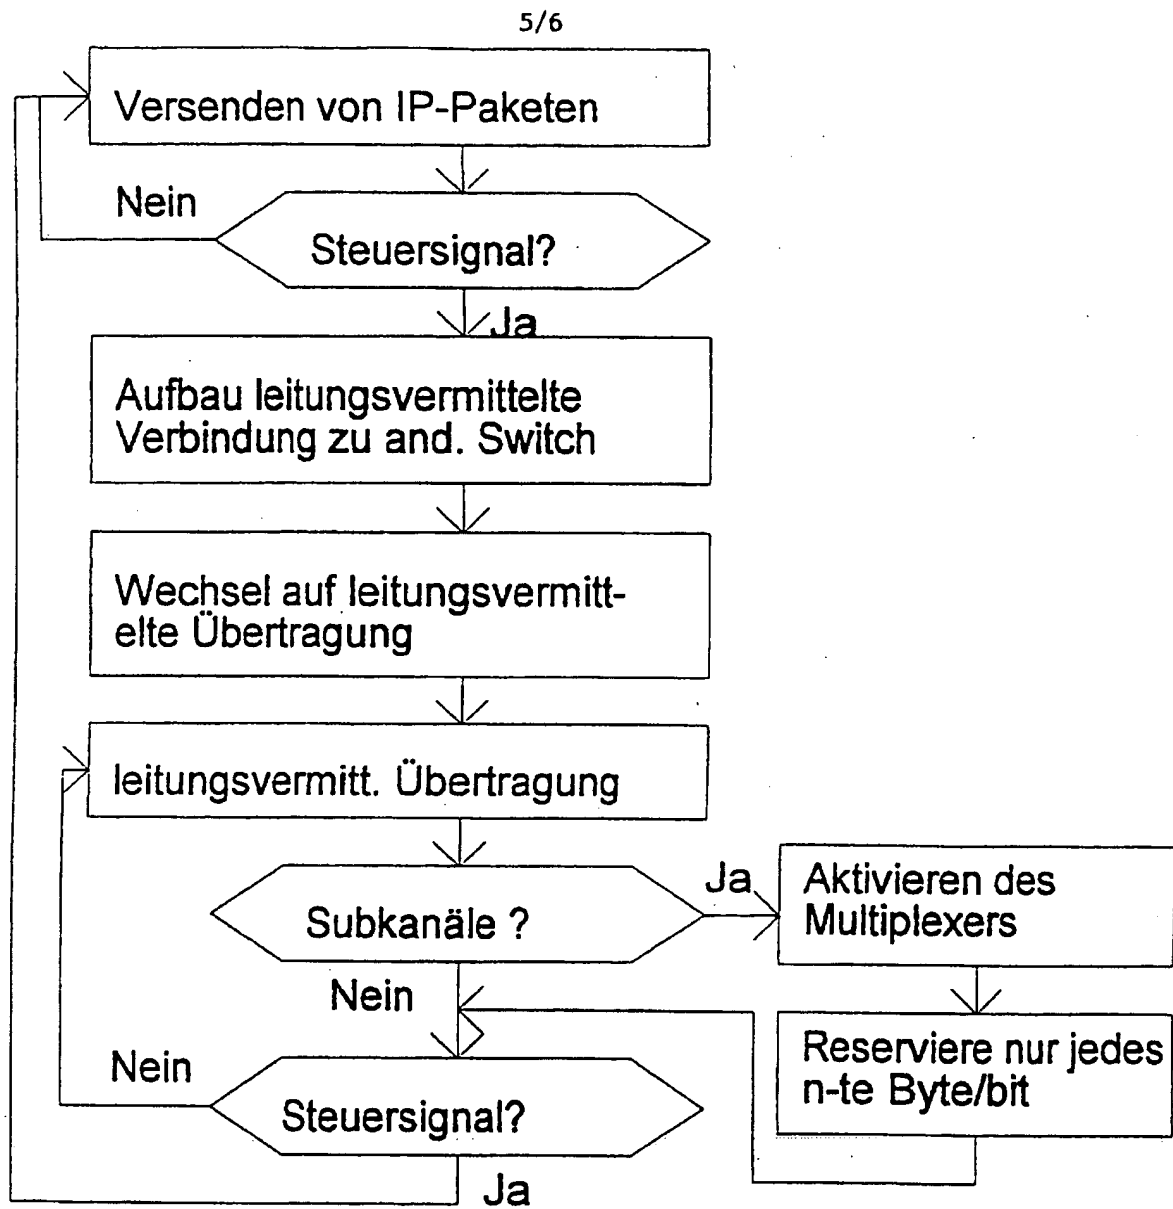 5/6
Versenden von IP-Paketen
Nein
Steuersignal?
Ja
Aufbau leitungsvermittelte
Verbindung zu and. Switch
Wechsel auf leitungsvermitt-
elte Übertragung
leitungsvermitt. Übertragung
Subkanäle ?
Ja
Aktivieren des
Multiplexers
Nein
Reserviere nur jedes
n-te Byte/bit
Nein
Steuersignal?
Ja